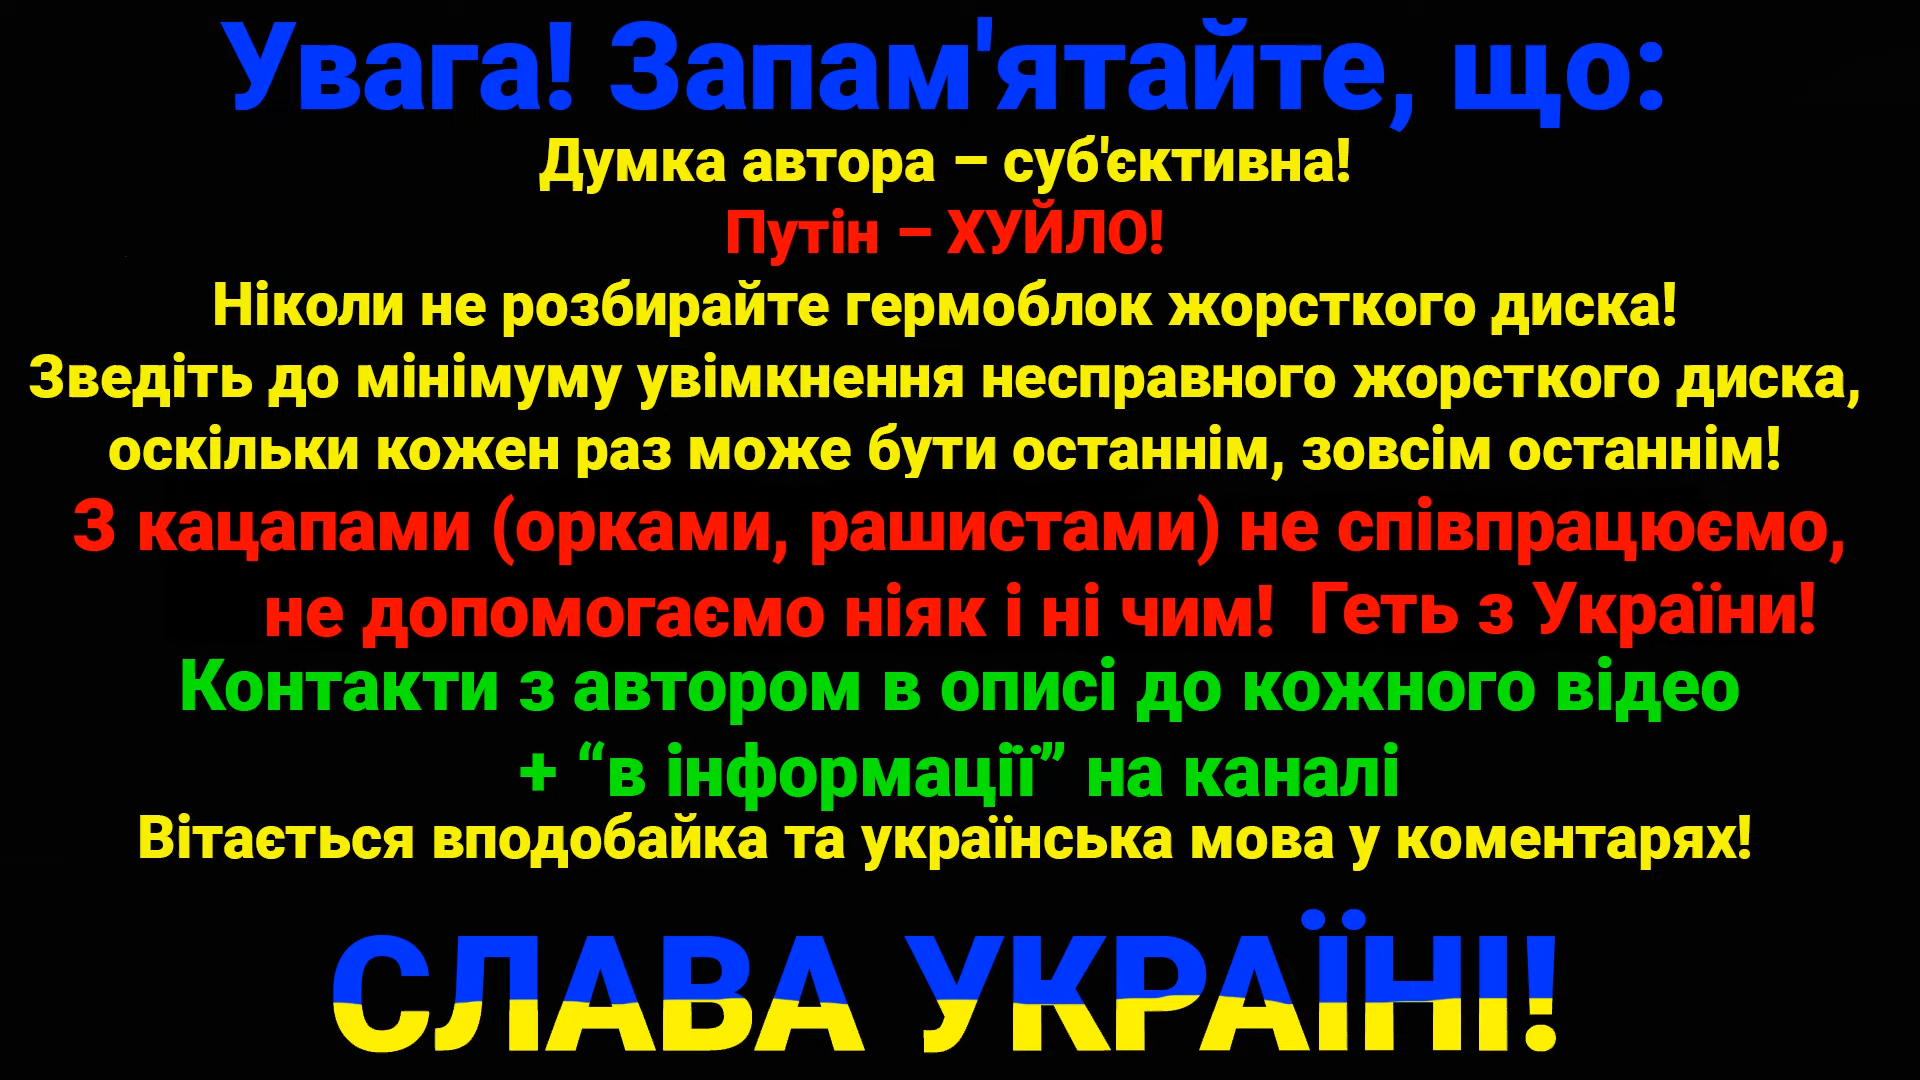 Увага! Запам'ятайте, що:
Думка автора – суб'єктивна!
Путін – ХУЙЛО!
Ніколи не розбирайте гермоблок жорсткого диска!
Зведіть до мінімуму увімкнення несправного жорсткого диска,
оскільки кожен раз може бути останнім, зовсім останнім!
З кацапами (орками, рашистами) не співпрацюємо,
не допомогаємо ніяк і ні чим! Геть з України!
Контакти з автором в описі до кожного відео
+ “в інформації” на каналі
Вітається вподобайка та українська мова у коментарях!
СЛАВА УКРАЇНІ!